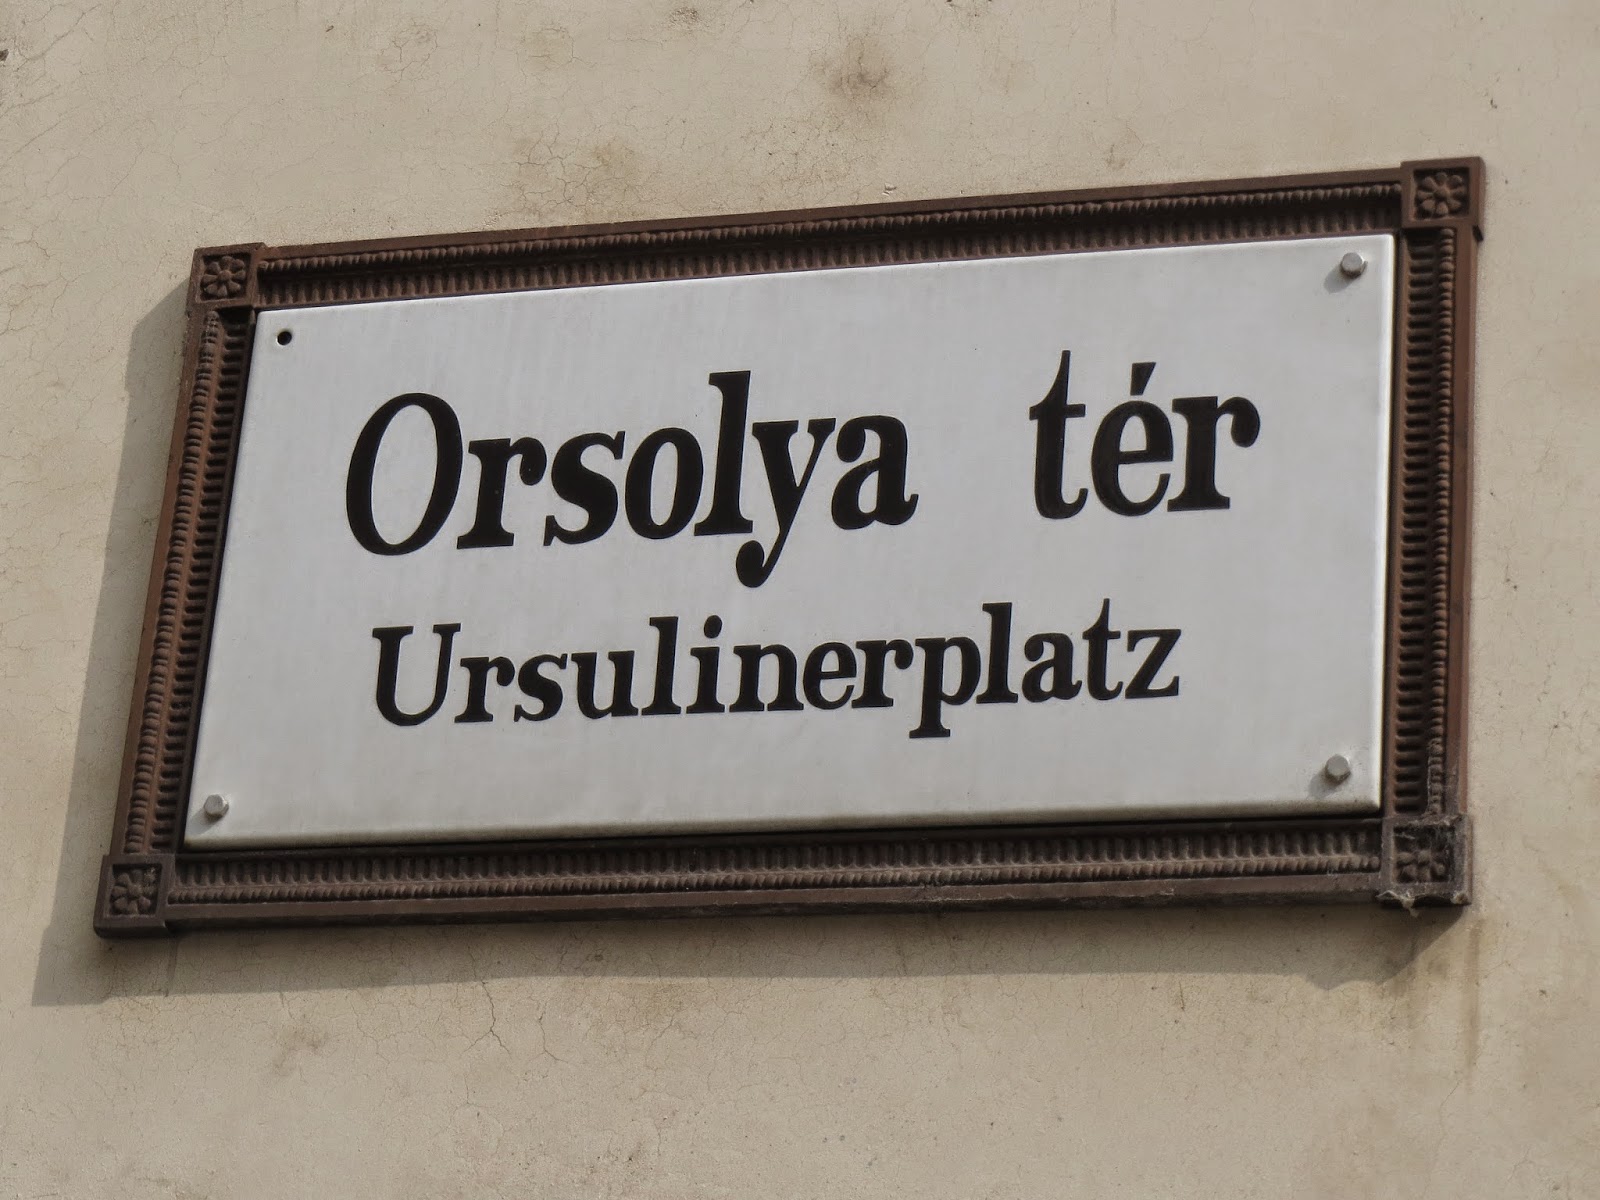 Orsolya tér
Ursulinerplatz